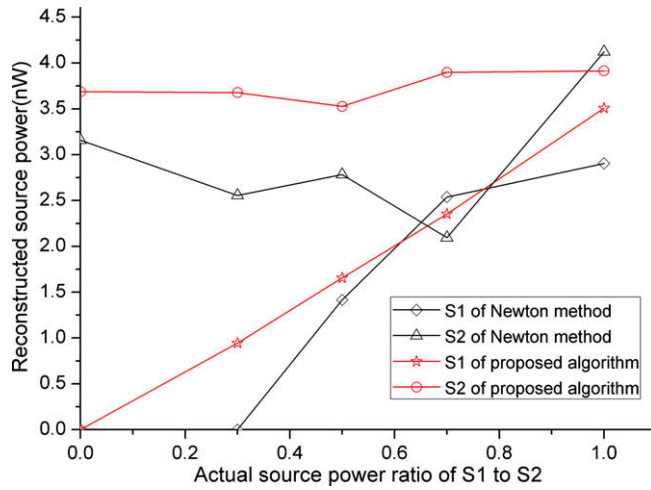 4.5
4.0
3.5
3.0
2.5
2.0
1.5
1.0
0.5
0.0
Reconstructed source power(nW)
0.0 0.2 0.4 0.6 0.8 1.0
Actual source power ratio of S1 to S2
S1 of Newton method
S2 of Newton method
S1 of proposed algorithm
S2 of proposed algorithm